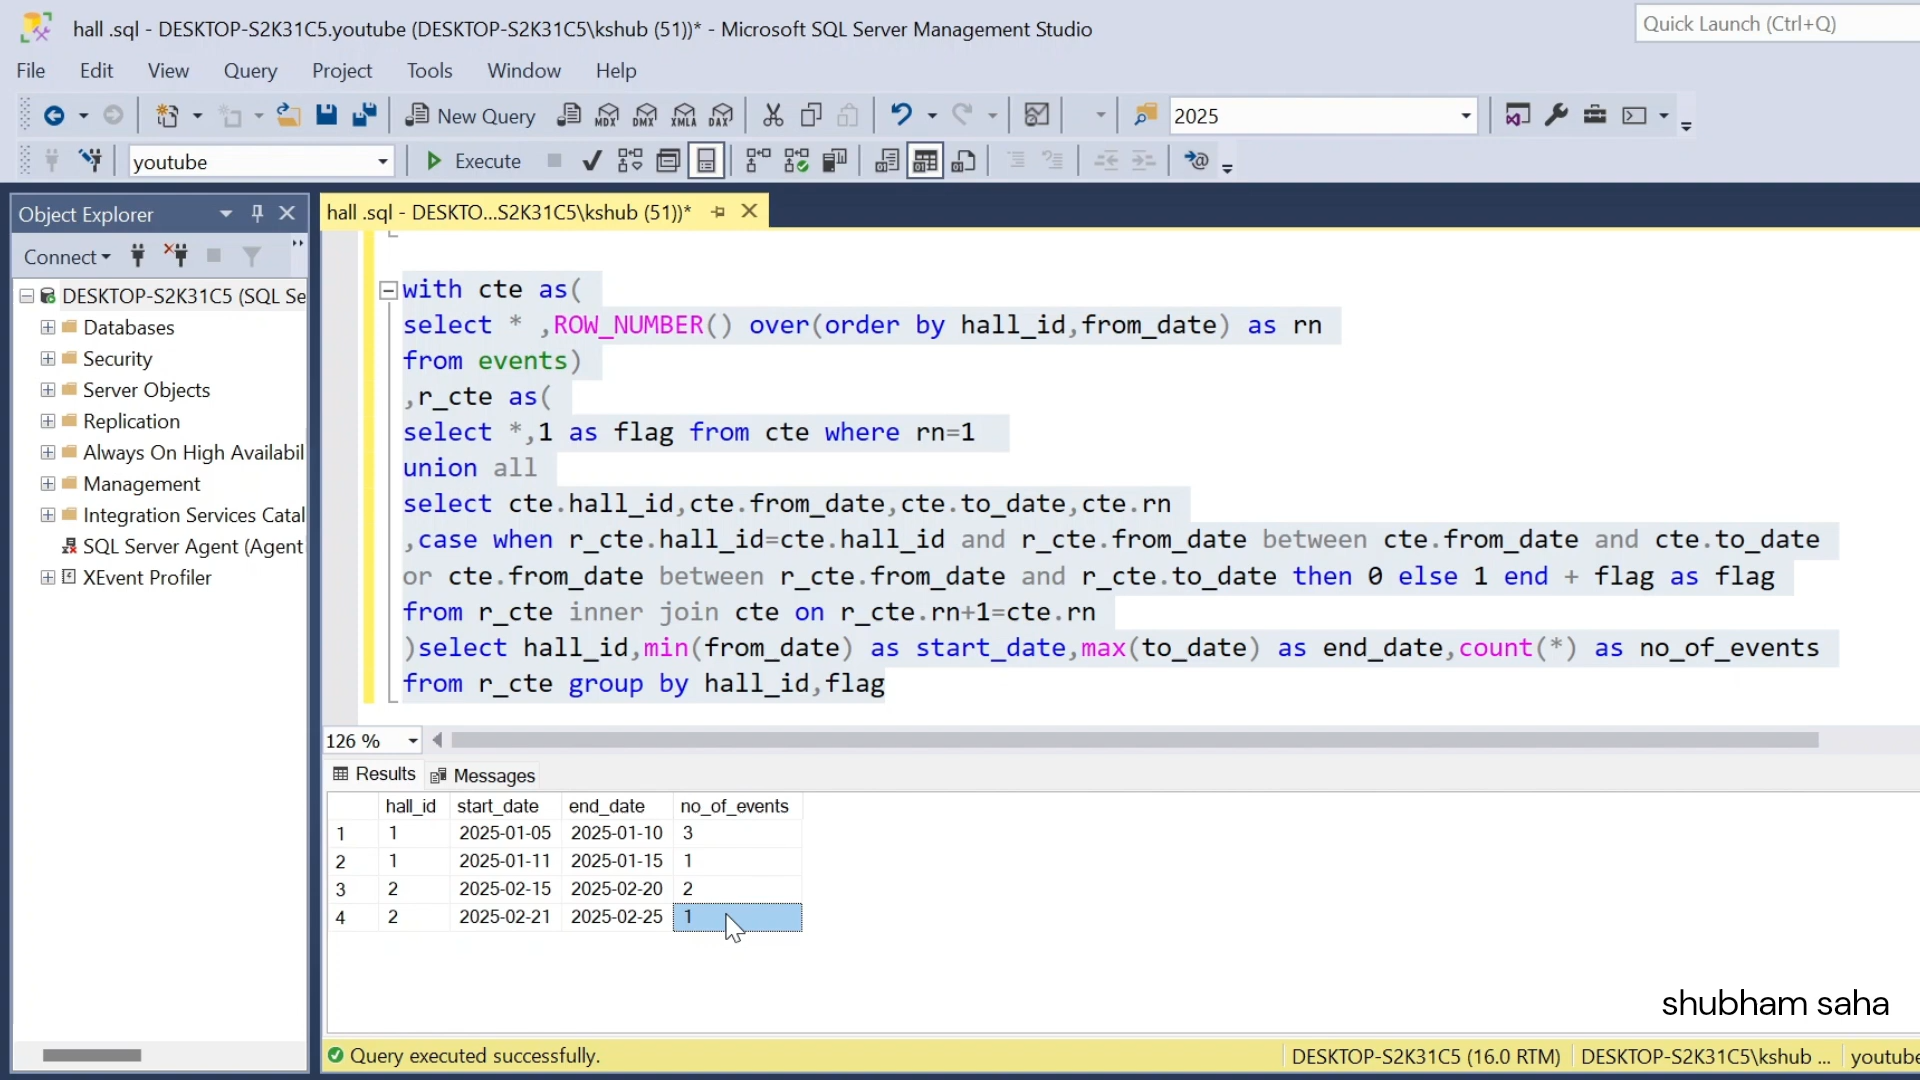 hall .sql - DESKTOP-S2K31C5.youtube (DESKTOP-S2K31C5\kshub (51))* - Microsoft SQL Server Management Studio
Quick Launch (Ctrl+Q)
File Edit View Query Project Tools Window Help
New Query MDX DMX XMLA DAX 2025
youtube Execute
Object Explorer
hall .sql - DESKTO...S2K31C5\kshub (51))*
Connect
DESKTOP-S2K31C5 (SQL Se
Databases
Security
Server Objects
Replication
Always On High Availabil
Management
Integration Services Catal
SQL Server Agent (Agent
XEvent Profiler
with cte as(
select * ,ROW_NUMBER() over(order by hall_id,from_date) as rn
from events)
,r_cte as(
select *,1 as flag from cte where rn=1
union all
select cte.hall_id,cte.from_date,cte.to_date,cte.rn
,case when r_cte.hall_id=cte.hall_id and r_cte.from_date between cte.from_date and cte.to_date
or cte.from_date between r_cte.from_date and r_cte.to_date then 0 else 1 end + flag as flag
from r_cte inner join cte on r_cte.rn+1=cte.rn
)select hall_id,min(from_date) as start_date,max(to_date) as end_date,count(*) as no_of_events
from r_cte group by hall_id,flag
126 %
Results Messages
hall_id start_date end_date no_of_events
1 1 2025-01-05 2025-01-10 3
2 1 2025-01-11 2025-01-15 1
3 2 2025-02-15 2025-02-20 2
4 2 2025-02-21 2025-02-25 1
shubham saha
Query executed successfully. DESKTOP-S2K31C5 (16.0 RTM) DESKTOP-S2K31C5\kshub ... youtube